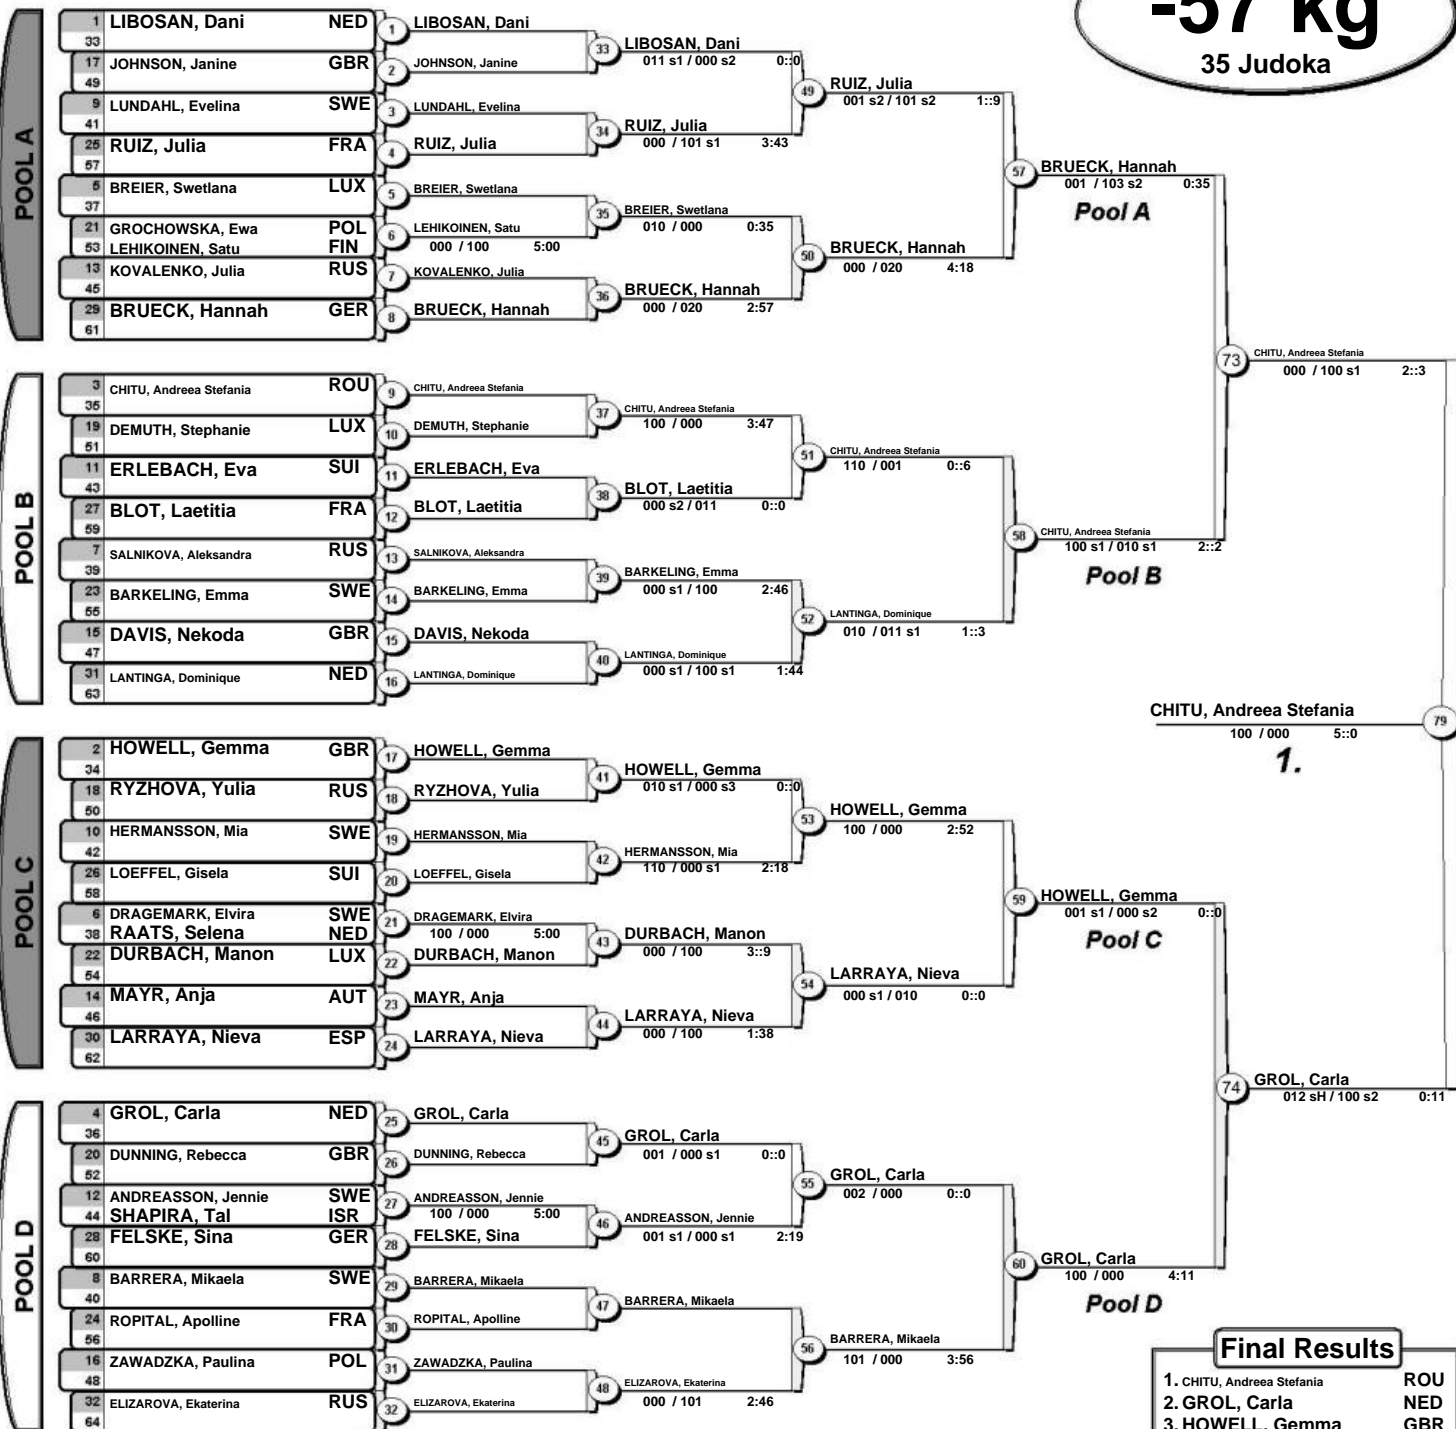 -57 kg
35 Judoka
POOL A
1 LIBOSAN, Dani NED
33
17 JOHNSON, Janine GBR
49
9 LUNDAHL, Evelina SWE
41
25 RUIZ, Julia FRA
57
5 BREIER, Swetlana LUX
37
21 GROCHOWSKA, Ewa POL
53 LEHIKOINEN, Satu FIN
13 KOVALENKO, Julia RUS
45
29 BRUECK, Hannah GER
61
1 LIBOSAN, Dani
2 JOHNSON, Janine
3 LUNDAHL, Evelina
4 RUIZ, Julia
5 BREIER, Swetlana
6 LEHIKOINEN, Satu
000 / 100 5:00
7 KOVALENKO, Julia
8 BRUECK, Hannah
33 LIBOSAN, Dani
011 s1 / 000 s2 0::0
34 RUIZ, Julia
000 / 101 s1 3:43
35 BREIER, Swetlana
010 / 000 0:35
36 BRUECK, Hannah
000 / 020 2:57
49 RUIZ, Julia
001 s2 / 101 s2 1::9
50 BRUECK, Hannah
000 / 020 4:18
57 BRUECK, Hannah
001 / 103 s2 0:35
Pool A
POOL B
3 CHITU, Andreea Stefania ROU
35
19 DEMUTH, Stephanie LUX
51
11 ERLEBACH, Eva SUI
43
27 BLOT, Laetitia FRA
59
7 SALNIKOVA, Aleksandra RUS
39
23 BARKELING, Emma SWE
55
15 DAVIS, Nekoda GBR
47
31 LANTINGA, Dominique NED
63
9 CHITU, Andreea Stefania
10 DEMUTH, Stephanie
11 ERLEBACH, Eva
12 BLOT, Laetitia
13 SALNIKOVA, Aleksandra
14 BARKELING, Emma
15 DAVIS, Nekoda
16 LANTINGA, Dominique
37 CHITU, Andreea Stefania
100 / 000 3:47
38 BLOT, Laetitia
000 s2 / 011 0::0
39 BARKELING, Emma
000 s1 / 100 2:46
40 LANTINGA, Dominique
000 s1 / 100 s1 1:44
51 CHITU, Andreea Stefania
110 / 001 0::6
52 LANTINGA, Dominique
010 / 011 s1 1::3
58 CHITU, Andreea Stefania
100 s1 / 010 s1 2::2
Pool B
73 CHITU, Andreea Stefania
000 / 100 s1 2::3
CHITU, Andreea Stefania 79
100 / 000 5::0
1.
POOL C
2 HOWELL, Gemma GBR
34
18 RYZHOVA, Yulia RUS
50
10 HERMANSSON, Mia SWE
42
26 LOEFFEL, Gisela SUI
58
6 DRAGEMARK, Elvira SWE
38 RAATS, Selena NED
22 DURBACH, Manon LUX
54
14 MAYR, Anja AUT
46
30 LARRAYA, Nieva ESP
62
17 HOWELL, Gemma
18 RYZHOVA, Yulia
19 HERMANSSON, Mia
20 LOEFFEL, Gisela
21 DRAGEMARK, Elvira
100 / 000 5:00
22 DURBACH, Manon
23 MAYR, Anja
24 LARRAYA, Nieva
41 HOWELL, Gemma
010 s1 / 000 s3 0::0
42 HERMANSSON, Mia
110 / 000 s1 2:18
43 DURBACH, Manon
000 / 100 3::9
44 LARRAYA, Nieva
000 / 100 1:38
53 HOWELL, Gemma
100 / 000 2:52
54 LARRAYA, Nieva
000 s1 / 010 0::0
59 HOWELL, Gemma
001 s1 / 000 s2 0::0
Pool C
POOL D
4 GROL, Carla NED
36
20 DUNNING, Rebecca GBR
52
12 ANDREASSON, Jennie SWE
44 SHAPIRA, Tal ISR
28 FELSKE, Sina GER
60
8 BARRERA, Mikaela SWE
40
24 ROPITAL, Apolline FRA
56
16 ZAWADZKA, Paulina POL
48
32 ELIZAROVA, Ekaterina RUS
64
25 GROL, Carla
26 DUNNING, Rebecca
27 ANDREASSON, Jennie
100 / 000 5:00
28 FELSKE, Sina
29 BARRERA, Mikaela
30 ROPITAL, Apolline
31 ZAWADZKA, Paulina
32 ELIZAROVA, Ekaterina
45 GROL, Carla
001 / 000 s1 0::0
46 ANDREASSON, Jennie
001 s1 / 000 s1 2:19
47 BARRERA, Mikaela
48 ELIZAROVA, Ekaterina
000 / 101 2:46
55 GROL, Carla
002 / 000 0::0
56 BARRERA, Mikaela
101 / 000 3:56
60 GROL, Carla
100 / 000 4:11
Pool D
74 GROL, Carla
012 sH / 100 s2 0:11
Final Results
1. CHITU, Andreea Stefania ROU
2. GROL, Carla NED
3. HOWELL, Gemma GBR